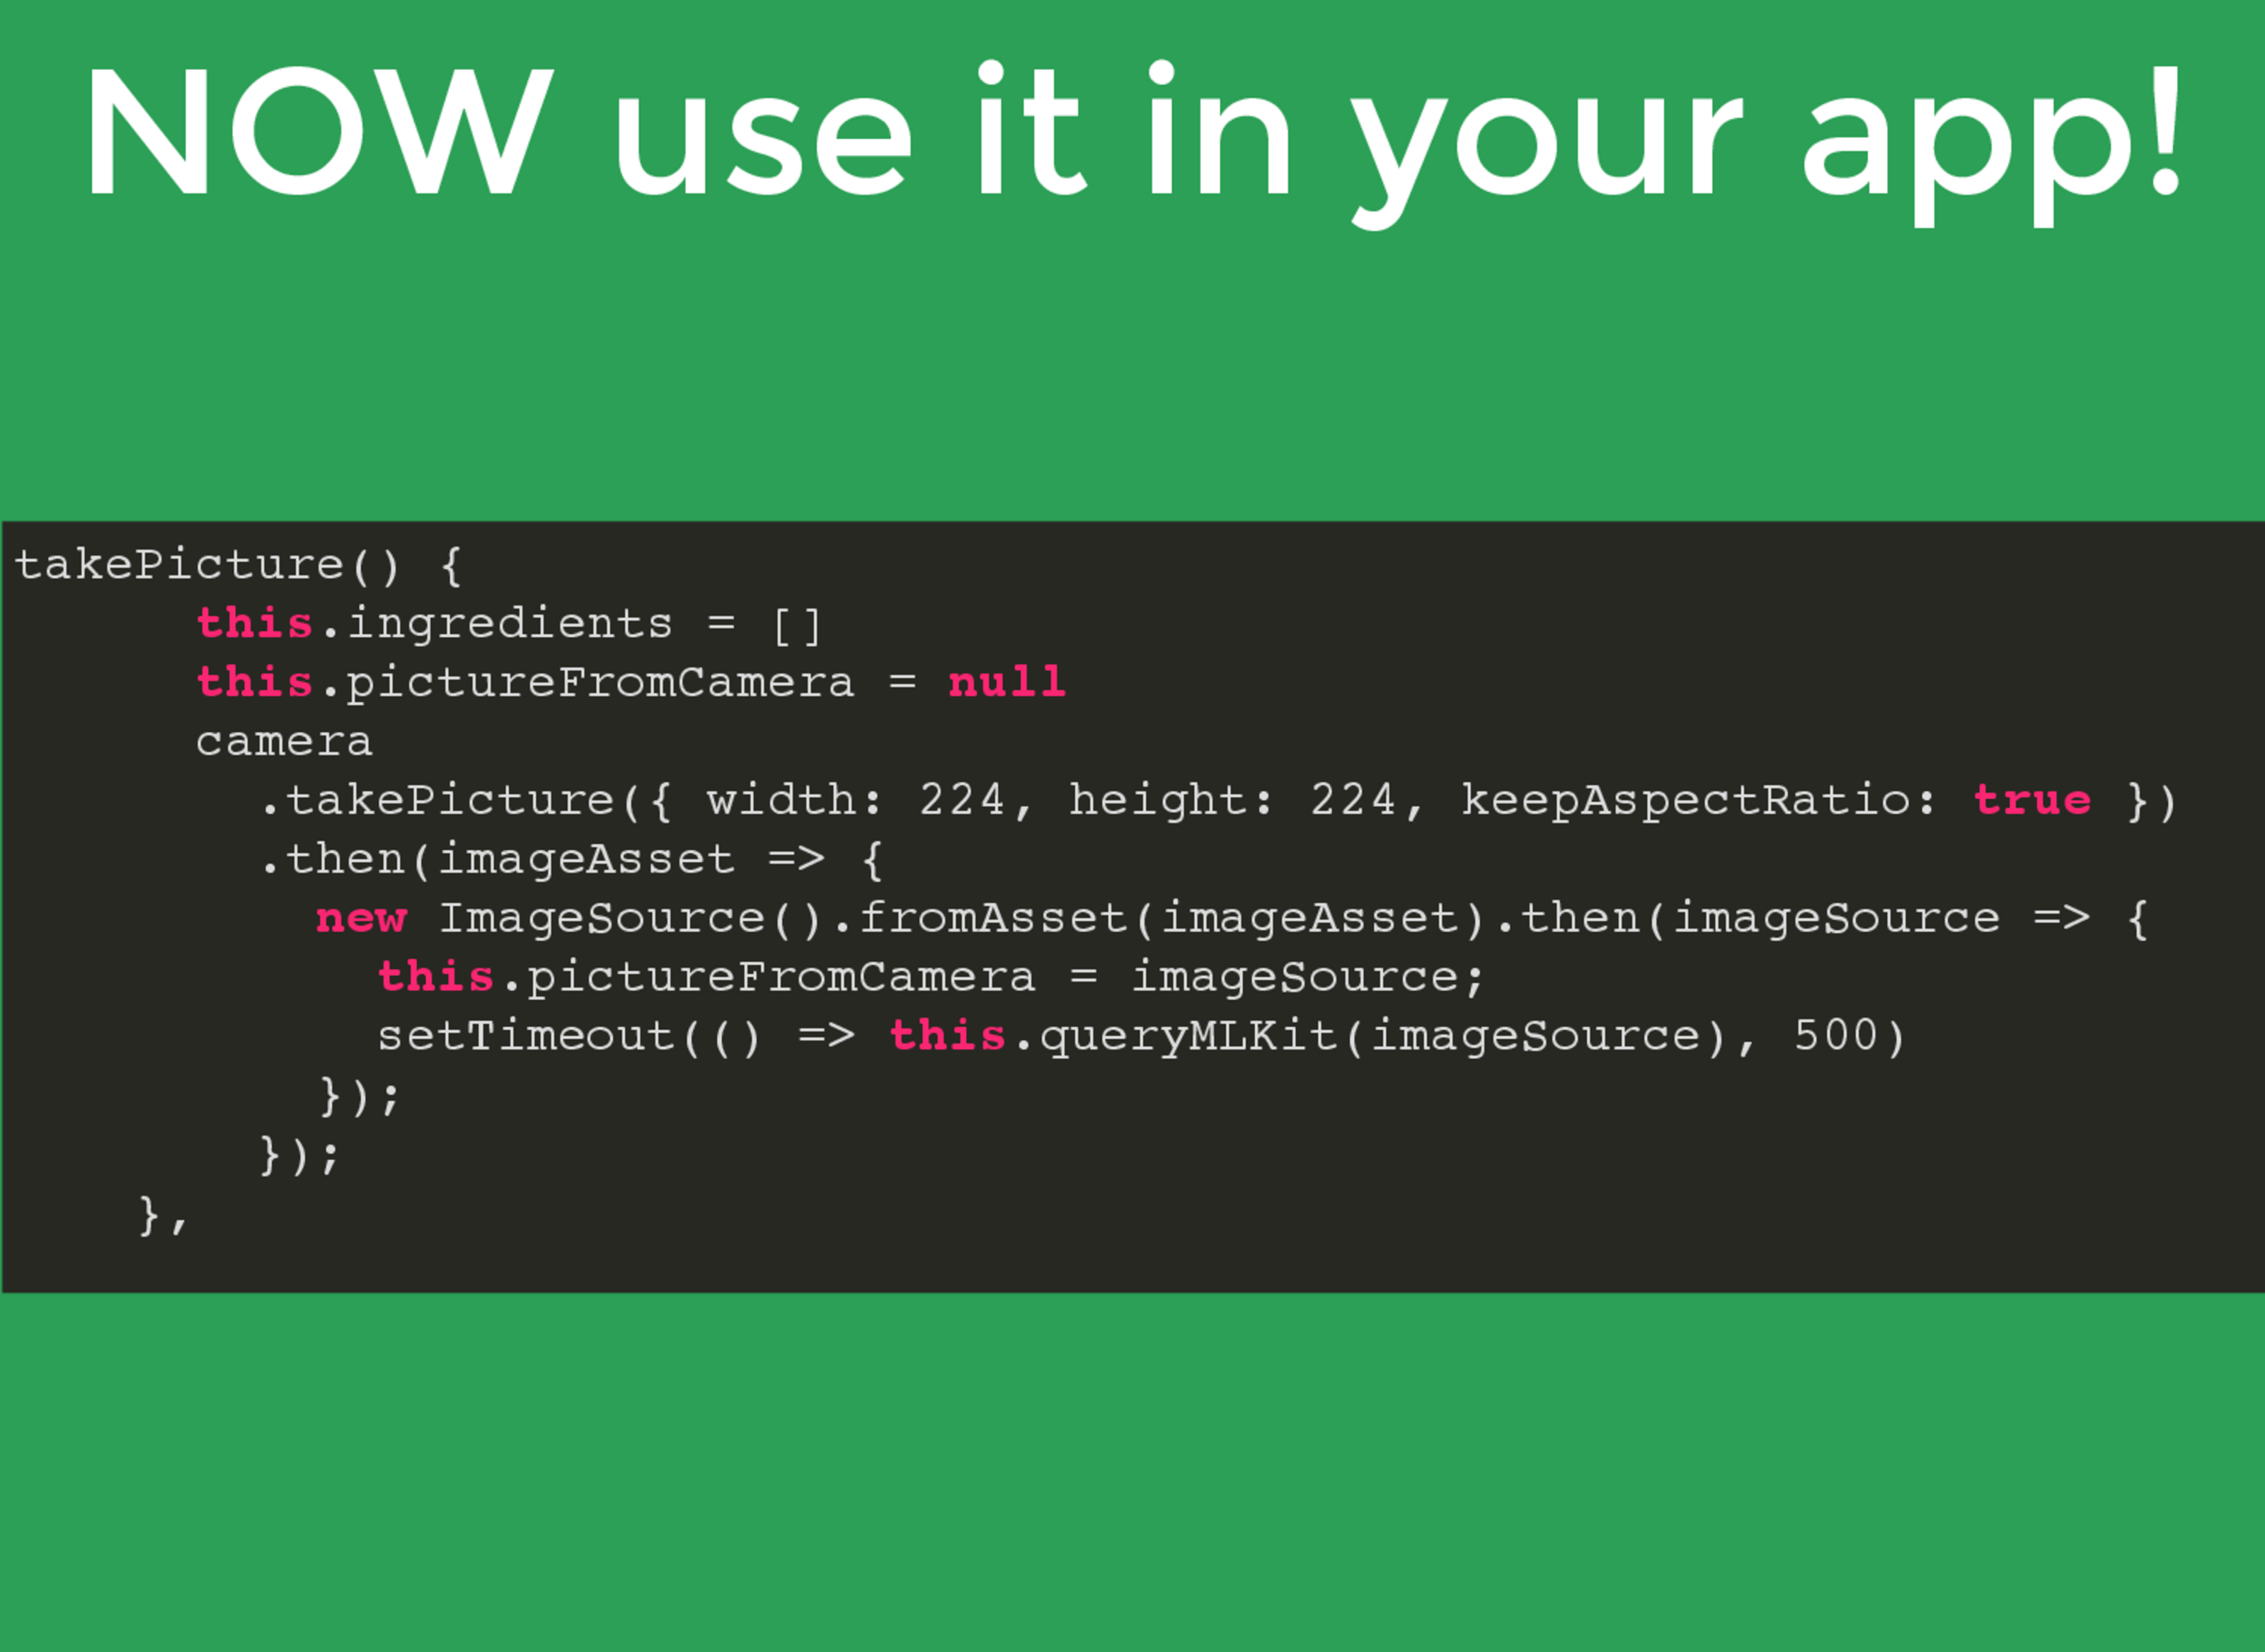 NOW use it in your app!
takePicture() {
this.ingredients = []
this.pictureFromCamera = null
camera
.takePicture({ width: 224, height: 224, keepAspectRatio: true })
.then(imageAsset => {
new ImageSource().fromAsset(imageAsset).then(imageSource => {
this.pictureFromCamera = imageSource;
setTimeout(() => this.queryMLKit(imageSource), 500)
});
});
},